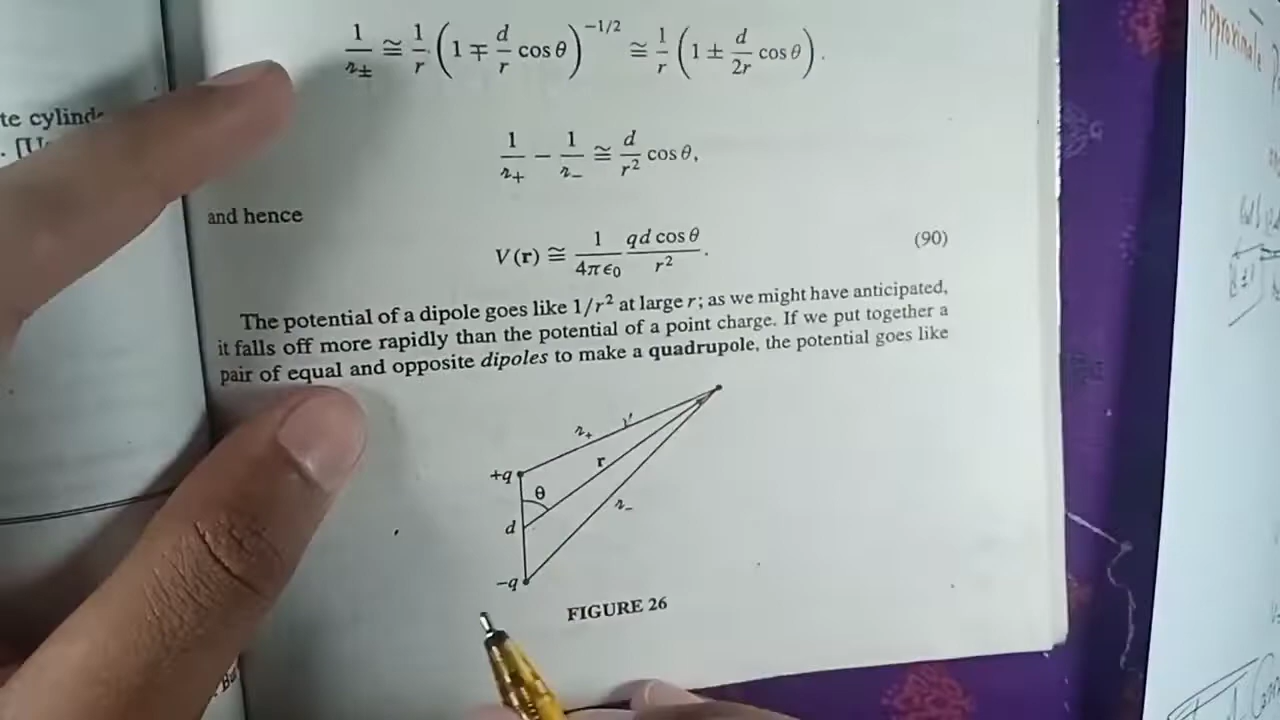 Approximate
te cylind
. [U
1/𝓇± ≅ 1/r (1 ∓ d/r cos θ)^−1/2 ≅ 1/r (1 ± d/2r cos θ).
1/𝓇+ − 1/𝓇− ≅ d/r² cos θ,
and hence
V(r) ≅ 1/4πϵ₀ qd cos θ/r². (90)
The potential of a dipole goes like 1/r² at large r; as we might have anticipated,
it falls off more rapidly than the potential of a point charge. If we put together a
pair of equal and opposite dipoles to make a quadrupole, the potential goes like
𝓇+
r
+q
θ
d
𝓇−
−q
FIGURE 26